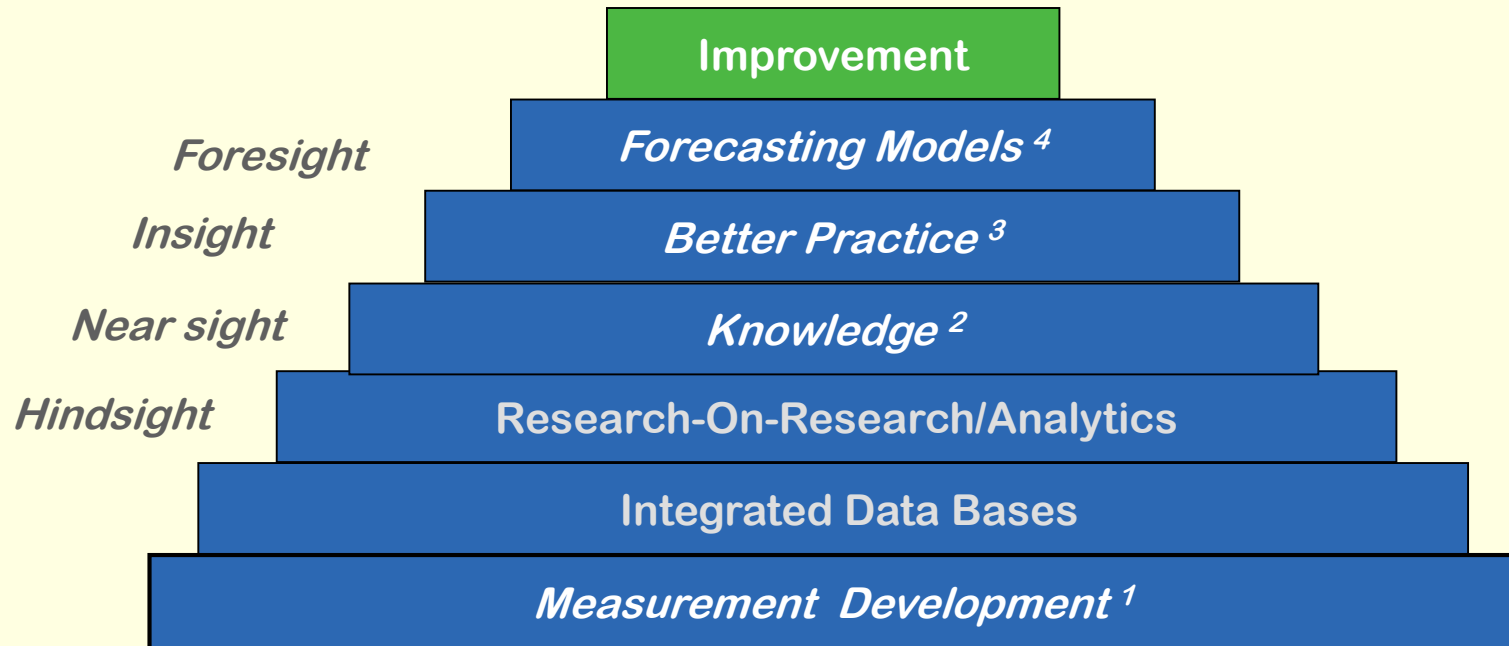 Improvement
Foresight Forecasting Models 4
Insight Better Practice 3
Near sight Knowledge 2
Hindsight Research-On-Research/Analytics
Integrated Data Bases
Measurement Development 1